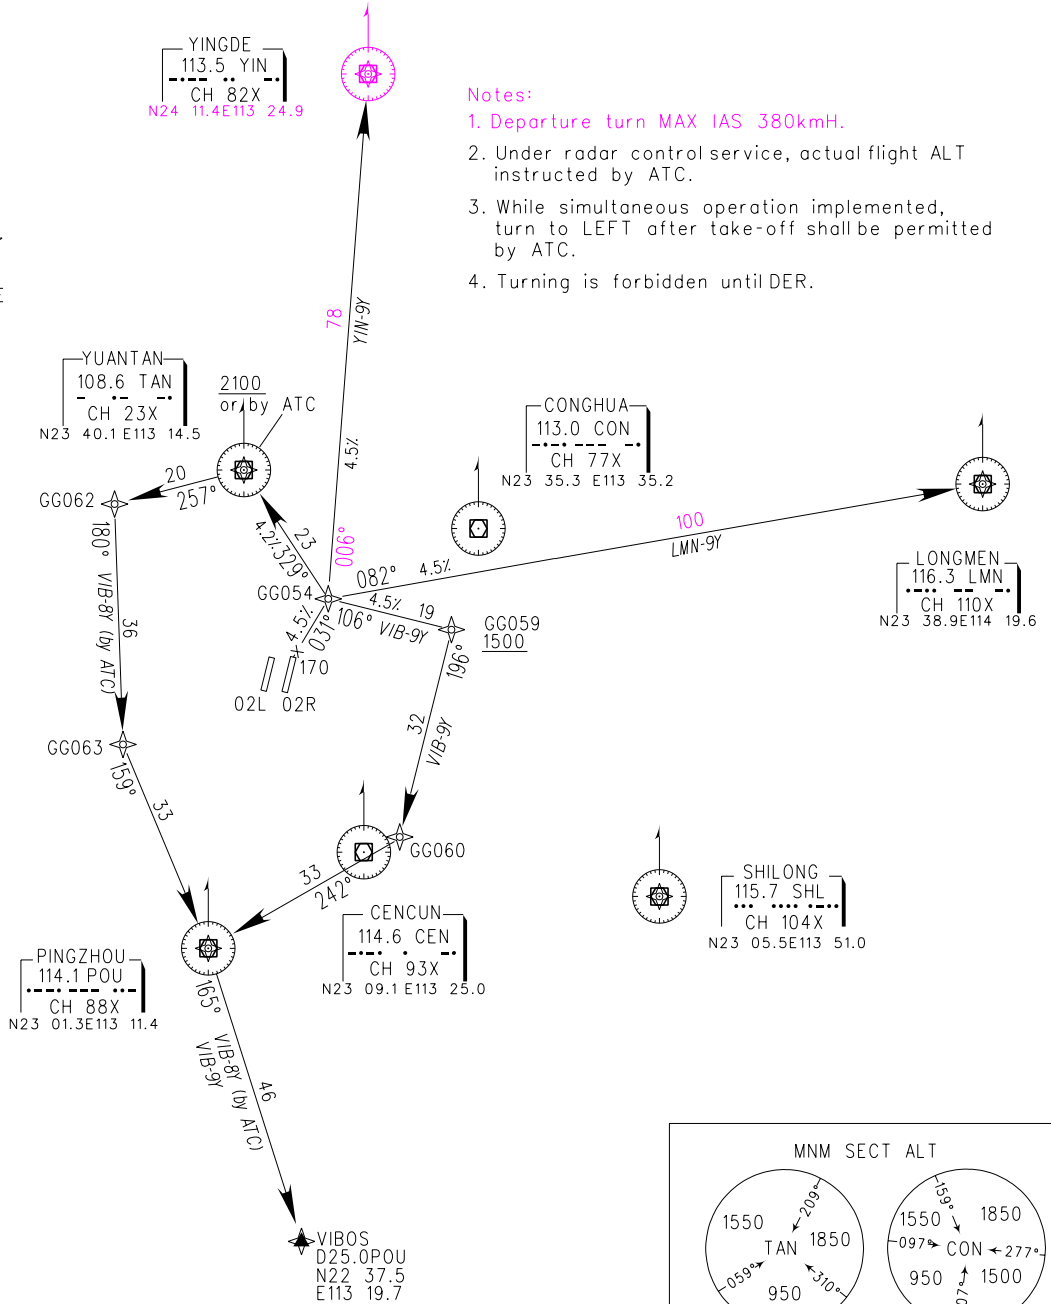 YINGDE
113.5 YIN
CH 82X
N24 11.4E113 24.9
Notes:
1. Departure turn MAX IAS 380kmH.
2. Under radar control service, actual flight ALT
instructed by ATC.
3. While simultaneous operation implemented,
turn to LEFT after take-off shall be permitted
by ATC.
4. Turning is forbidden until DER.
E
78
YIN-9Y
4.5%
006°
YUANTAN
108.6 TAN
CH 23X
N23 40.1 E113 14.5
2100
or by ATC
CONGHUA
113.0 CON
CH 77X
N23 35.3 E113 35.2
20
257°
GG062
23
4.2%
329°
100
LMN-9Y
082° 4.5%
LONGMEN
116.3 LMN
CH 110X
N23 38.9E114 19.6
GG054
4.5%
19
106° VIB-9Y
GG059
1500
4.5%
031°
170
02L 02R
180° VIB-8Y (by ATC)
36
196°
32
VIB-9Y
GG063
159°
33
GG060
33
242°
CENCUN
114.6 CEN
CH 93X
N23 09.1 E113 25.0
SHILONG
115.7 SHL
CH 104X
N23 05.5E113 51.0
PINGZHOU
114.1 POU
CH 88X
N23 01.3E113 11.4
165°
VIB-8Y (by ATC)
VIB-9Y
46
VIBOS
D25.0POU
N22 37.5
E113 19.7
MNM SECT ALT
1550
209°
TAN 1850
059°
310°
950
159°
1550 1850
097° CON 277°
950 1500